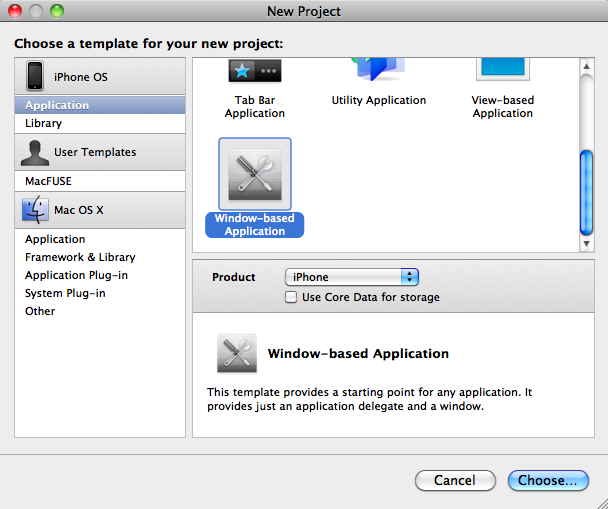 New Project
Choose a template for your new project:
iPhone OS
Application
Library
User Templates
MacFUSE
Mac OS X
Application
Framework & Library
Application Plug-in
System Plug-in
Other
Tab Bar
Application
Utility Application
View-based
Application
Window-based
Application
Product
iPhone
Use Core Data for storage
Window-based Application
This template provides a starting point for any application. It
provides just an application delegate and a window.
Cancel
Choose...